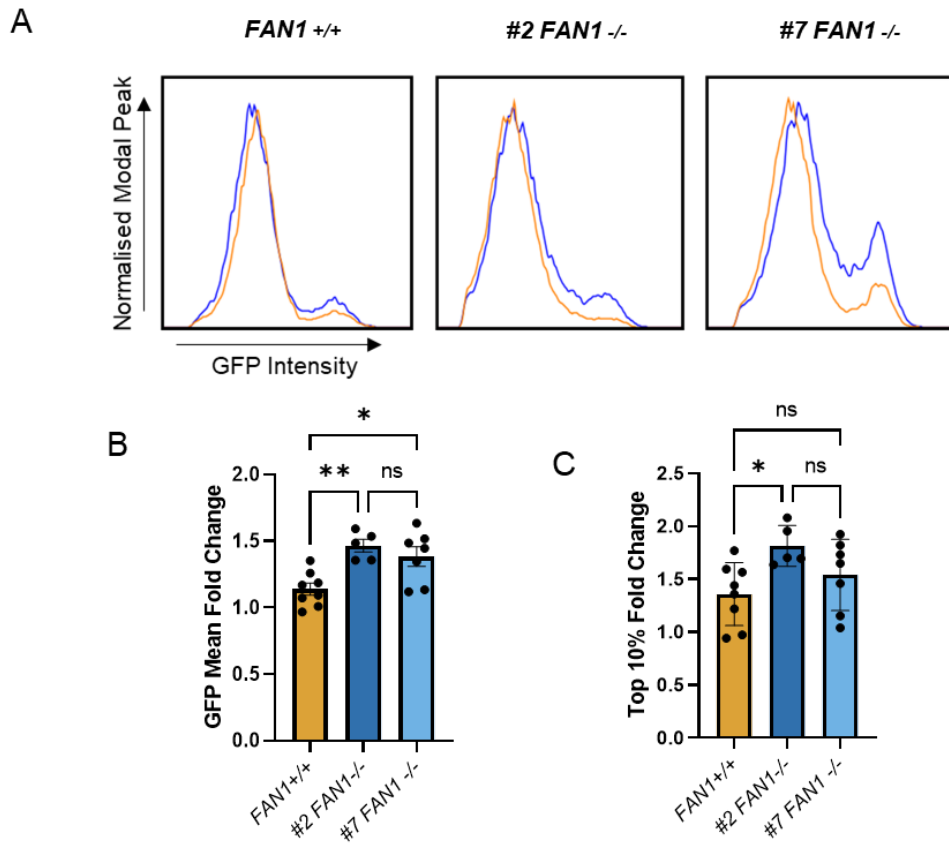 A
FAN1 +/+
#2 FAN1 -/-
#7 FAN1 -/-
Normalised Modal Peak
GFP Intensity
B
*
**
ns
GFP Mean Fold Change
2.0
1.5
1.0
0.5
0.0
FAN1+/+
#2 FAN1-/-
#7 FAN1 -/-
C
ns
*
ns
Top 10% Fold Change
2.5
2.0
1.5
1.0
0.5
0.0
FAN1+/+
#2 FAN1-/-
#7 FAN1 -/-